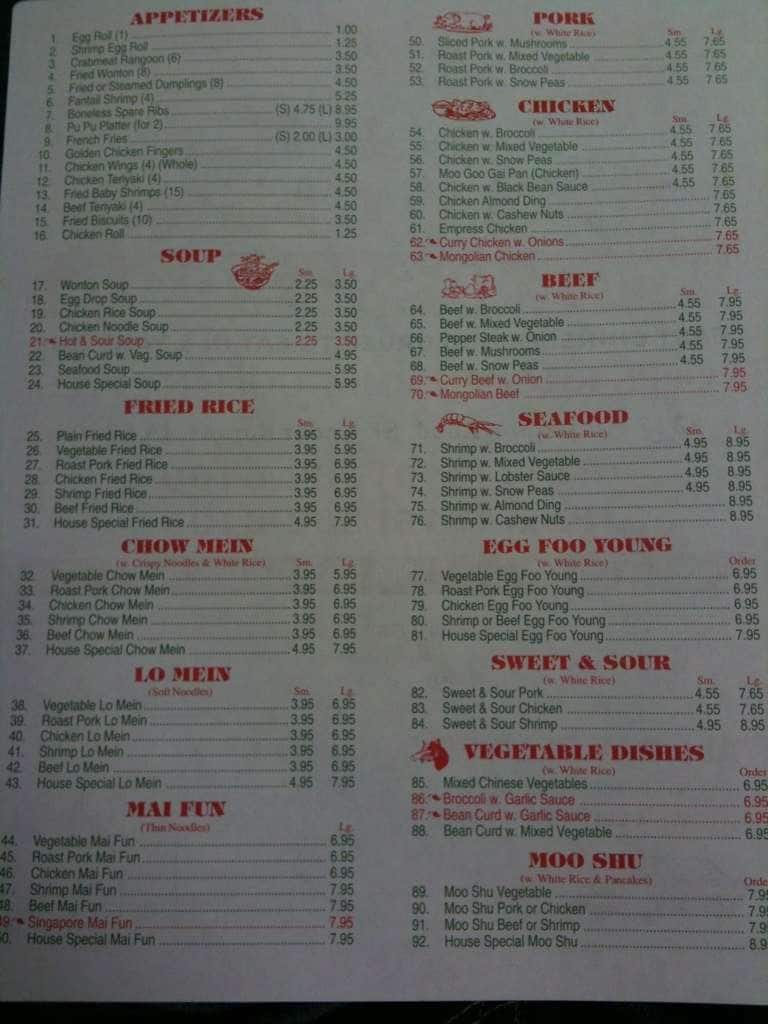 APPETIZERS
1. Egg Roll (1) 1.00
2. Shrimp Egg Roll 1.25
3. Crabmeat Rangoon (6) 3.50
4. Fried Wonton (8) 3.50
5. Fried or Steamed Dumplings (8) 4.50
6. Fantail Shrimp (4) 5.25
7. Boneless Spare Ribs (S) 4.75 (L) 8.95
8. Pu Pu Platter (for 2) 9.95
9. French Fries (S) 2.00 (L) 3.00
10. Golden Chicken Fingers 4.50
11. Chicken Wings (4) (Whole) 4.50
12. Chicken Teriyaki (4) 4.50
13. Fried Baby Shrimps (15) 4.50
14. Beef Teriyaki (4) 4.50
15. Fried Biscuits (10) 3.50
16. Chicken Roll 1.25
SOUP
Sm. Lg.
17. Wonton Soup 2.25 3.50
18. Egg Drop Soup 2.25 3.50
19. Chicken Rice Soup 2.25 3.50
20. Chicken Noodle Soup 2.25 3.50
21. Hot & Sour Soup 2.25 3.50
22. Bean Curd w. Vag. Soup 4.95
23. Seafood Soup 5.95
24. House Special Soup 5.95
FRIED RICE
Sm. Lg.
25. Plain Fried Rice 3.95 5.95
26. Vegetable Fried Rice 3.95 5.95
27. Roast Pork Fried Rice 3.95 6.95
28. Chicken Fried Rice 3.95 6.95
29. Shrimp Fried Rice 3.95 6.95
30. Beef Fried Rice 3.95 6.95
31. House Special Fried Rice 4.95 7.95
CHOW MEIN
(w. Crispy Noodles & White Rice) Sm. Lg.
32. Vegetable Chow Mein 3.95 5.95
33. Roast Pork Chow Mein 3.95 6.95
34. Chicken Chow Mein 3.95 6.95
35. Shrimp Chow Mein 3.95 6.95
36. Beef Chow Mein 3.95 6.95
37. House Special Chow Mein 4.95 7.95
LO MEIN
(Soft Noodles) Sm. Lg.
38. Vegetable Lo Mein 3.95 6.95
39. Roast Pork Lo Mein 3.95 6.95
40. Chicken Lo Mein 3.95 6.95
41. Shrimp Lo Mein 3.95 6.95
42. Beef Lo Mein 3.95 6.95
43. House Special Lo Mein 4.95 7.95
MAI FUN
(Thin Noodles) Lg.
44. Vegetable Mai Fun 6.95
45. Roast Pork Mai Fun 6.95
46. Chicken Mai Fun 6.95
47. Shrimp Mai Fun 7.95
48. Beef Mai Fun 7.95
49. Singapore Mai Fun 7.95
50. House Special Mai Fun 7.95
PORK
(w. White Rice) Sm. Lg.
50. Sliced Pork w. Mushrooms 4.55 7.65
51. Roast Pork w. Mixed Vegetable 4.55 7.65
52. Roast Pork w. Broccoli 4.55 7.65
53. Roast Pork w. Snow Peas 4.55 7.65
CHICKEN
(w. White Rice) Sm. Lg.
54. Chicken w. Broccoli 4.55 7.65
55. Chicken w. Mixed Vegetable 4.55 7.65
56. Chicken w. Snow Peas 4.55 7.65
57. Moo Goo Gai Pan (Chicken) 4.55 7.65
58. Chicken w. Black Bean Sauce 4.55 7.65
59. Chicken Almond Ding 7.65
60. Chicken w. Cashew Nuts 7.65
61. Empress Chicken 7.65
62. Curry Chicken w. Onions 7.65
63. Mongolian Chicken 7.65
BEEF
(w. White Rice) Sm. Lg.
64. Beef w. Broccoli 4.55 7.95
65. Beef w. Mixed Vegetable 4.55 7.95
66. Pepper Steak w. Onion 4.55 7.95
67. Beef w. Mushrooms 4.55 7.95
68. Beef w. Snow Peas 4.55 7.95
69. Curry Beef w. Onion 7.95
70. Mongolian Beef 7.95
SEAFOOD
(w. White Rice) Sm. Lg.
71. Shrimp w. Broccoli 4.95 8.95
72. Shrimp w. Mixed Vegetable 4.95 8.95
73. Shrimp w. Lobster Sauce 4.95 8.95
74. Shrimp w. Snow Peas 4.95 8.95
75. Shrimp w. Almond Ding 8.95
76. Shrimp w. Cashew Nuts 8.95
EGG FOO YOUNG
(w. White Rice) Order
77. Vegetable Egg Foo Young 6.95
78. Roast Pork Egg Foo Young 6.95
79. Chicken Egg Foo Young 6.95
80. Shrimp or Beef Egg Foo Young 6.95
81. House Special Egg Foo Young 7.95
SWEET & SOUR
(w. White Rice) Sm. Lg.
82. Sweet & Sour Pork 4.55 7.65
83. Sweet & Sour Chicken 4.55 7.65
84. Sweet & Sour Shrimp 4.95 8.95
VEGETABLE DISHES
(w. White Rice) Order
85. Mixed Chinese Vegetables 6.95
86. Broccoli w. Garlic Sauce 6.95
87. Bean Curd w. Garlic Sauce 6.95
88. Bean Curd w. Mixed Vegetable 6.95
MOO SHU
(w. White Rice & Pancakes) Order
89. Moo Shu Vegetable 7.95
90. Moo Shu Pork or Chicken 7.95
91. Moo Shu Beef or Shrimp 7.95
92. House Special Moo Shu 8.9